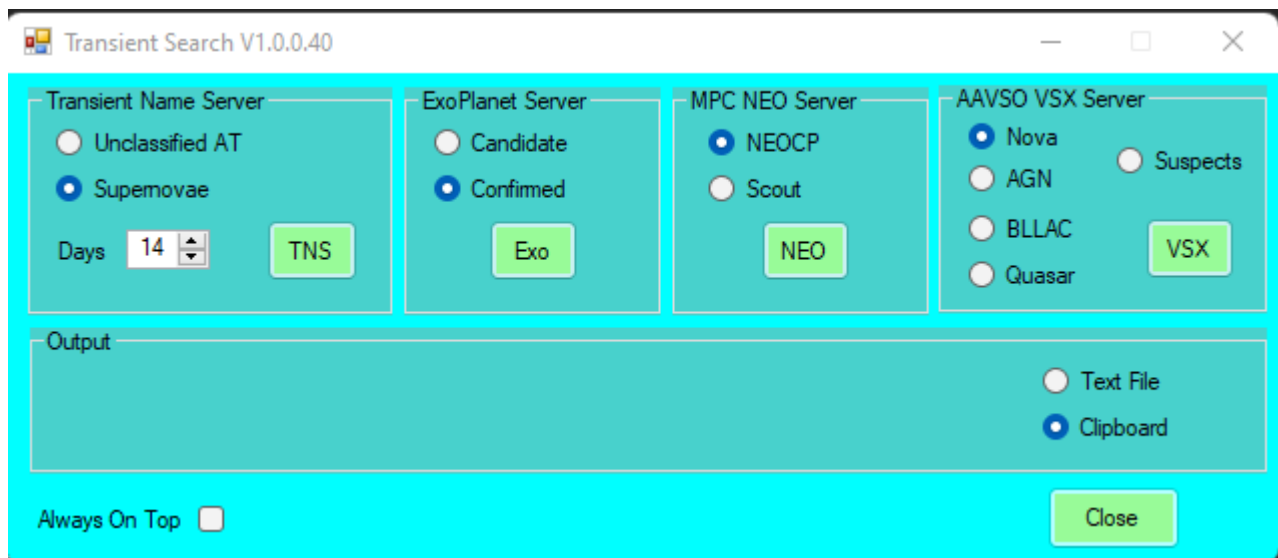 Transient Search V1.0.0.40
Transient Name Server
Unclassified AT
Supernovae
Days 14
TNS
ExoPlanet Server
Candidate
Confirmed
Exo
MPC NEO Server
NEOCP
Scout
NEO
AAVSO VSX Server
Nova
Suspects
AGN
BLLAC
Quasar
VSX
Output
Text File
Clipboard
Always On Top
Close